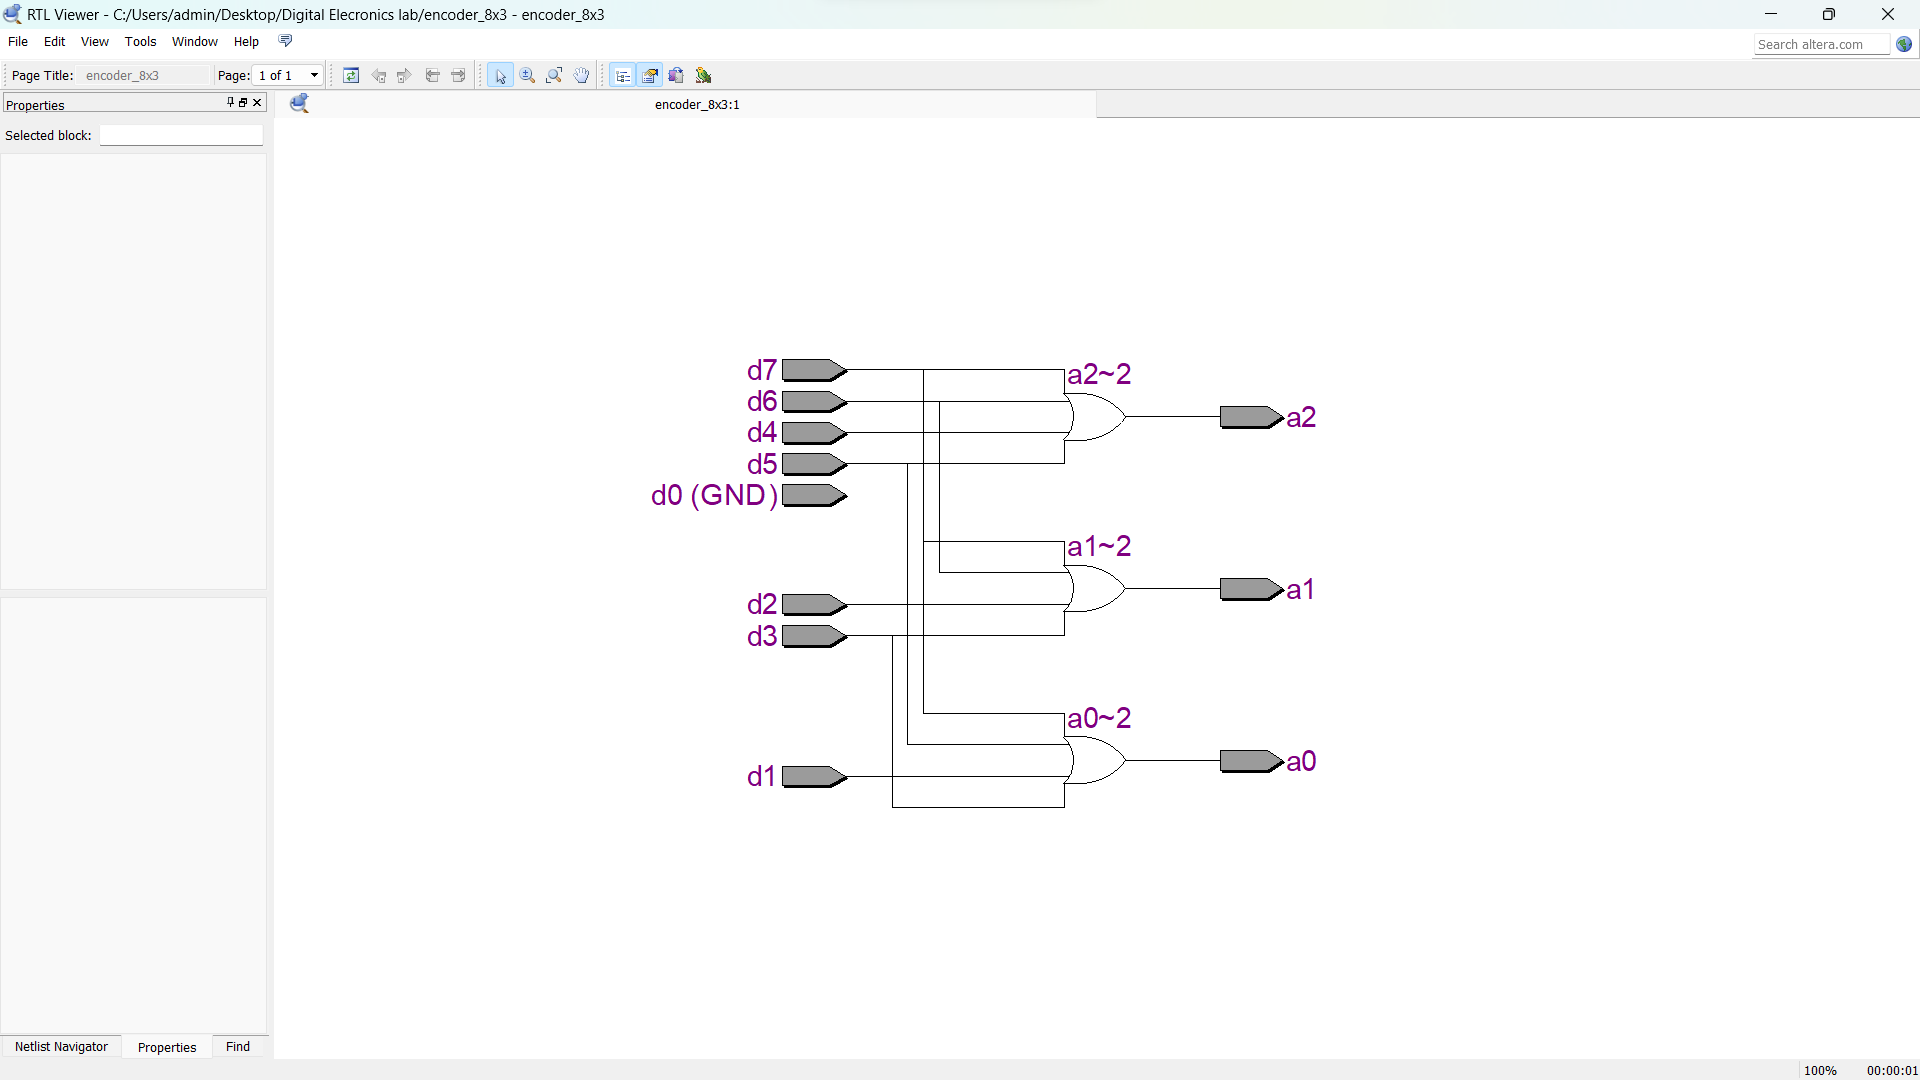 RTL Viewer - C:/Users/admin/Desktop/Digital Elecronics lab/encoder_8x3 - encoder_8x3
File Edit View Tools Window Help
Search altera.com
Page Title: encoder_8x3 Page: 1 of 1
Properties
encoder_8x3:1
Selected block:
d7
a2~2
d6
a2
d4
d5
d0 (GND)
a1~2
a1
d2
d3
a0~2
a0
d1
Netlist Navigator Properties Find
100% 00:00:01